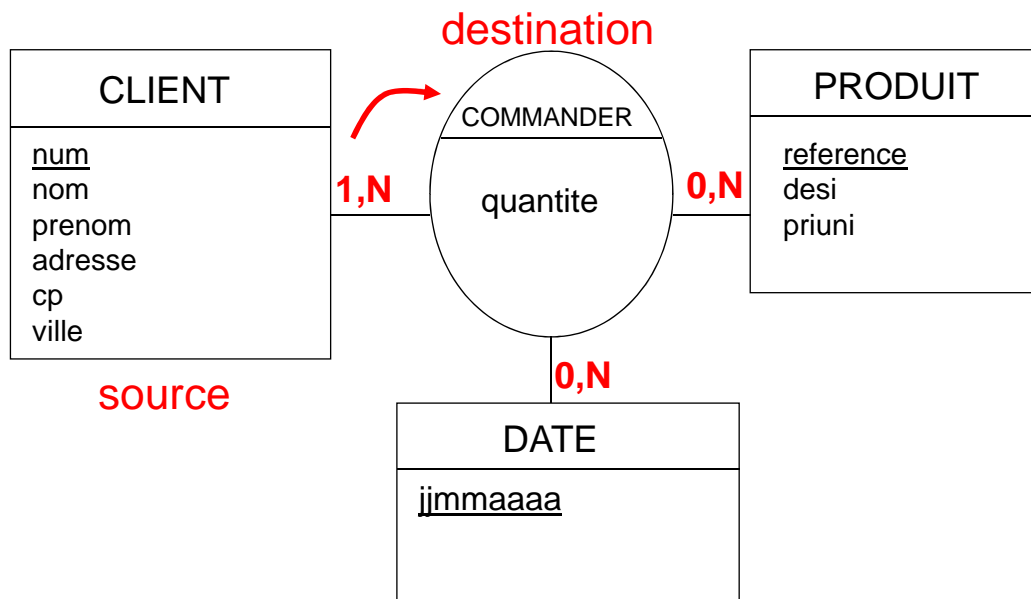 destination
CLIENT
num
nom
prenom
adresse
cp
ville
source
1,N
COMMANDER
quantite
0,N
PRODUIT
reference
desi
priuni
0,N
DATE
jjmmaaaa